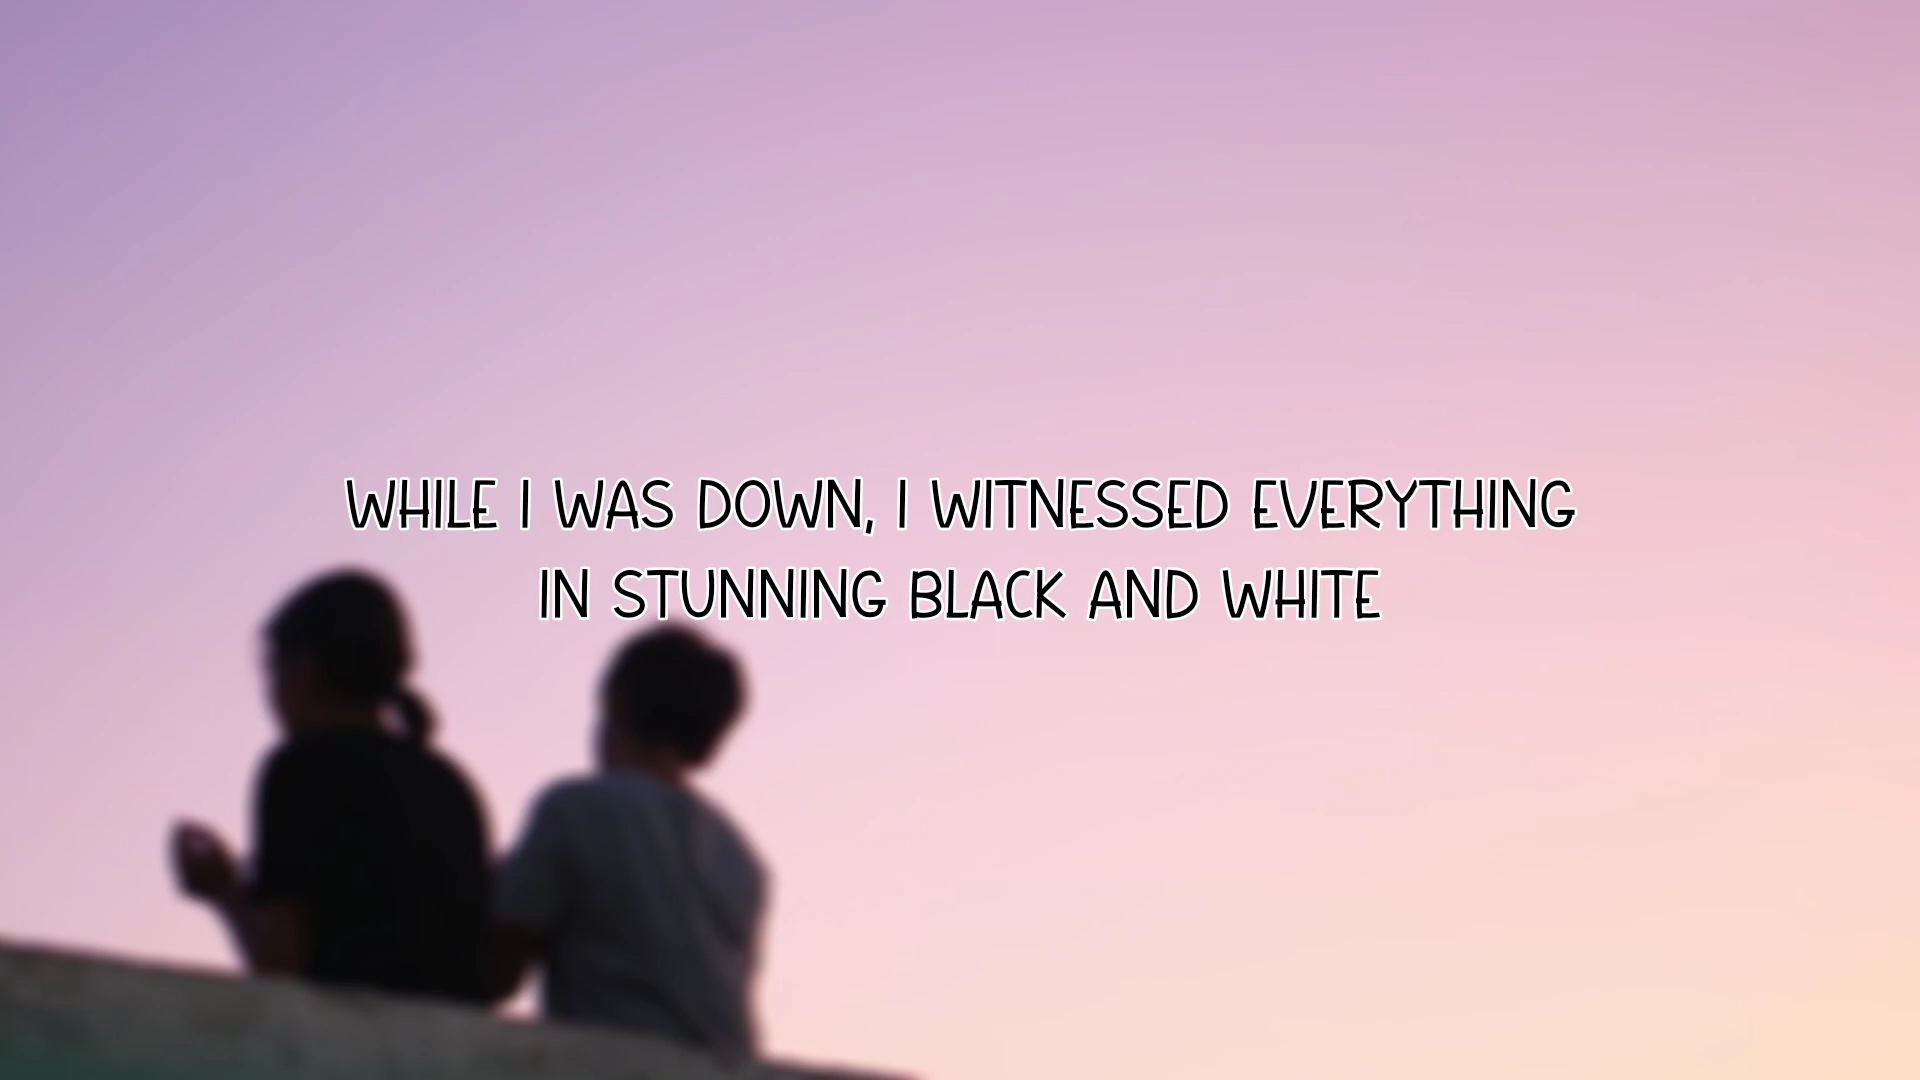 WHILE I WAS DOWN, I WITNESSED EVERYTHING
IN STUNNING BLACK AND WHITE